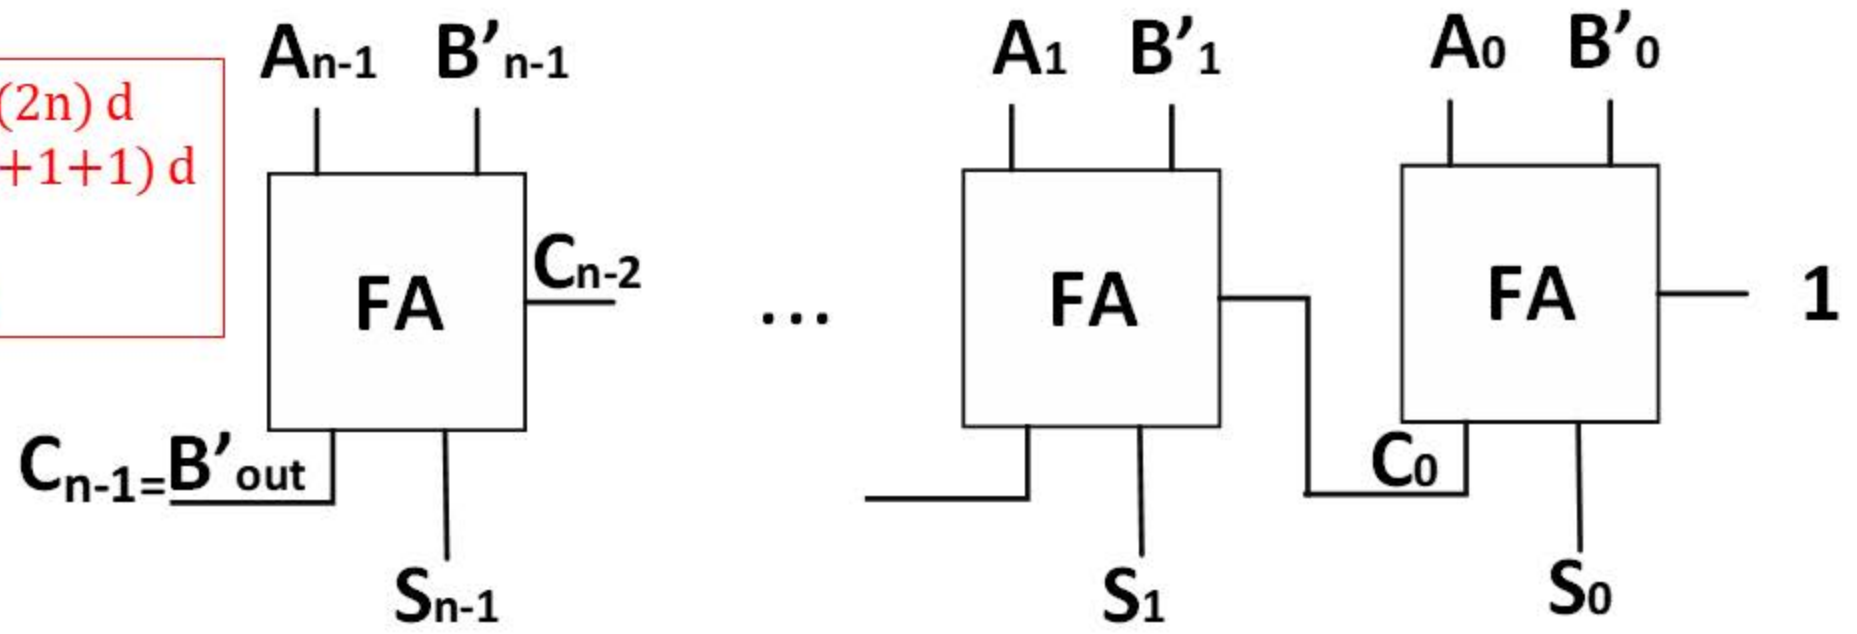 (2n) d
+1+1) d
An-1 B’n-1
A1 B’1
A0 B’0
FA
Cn-2
...
FA
FA
1
Cn-1=B’out
C0
Sn-1
S1
S0